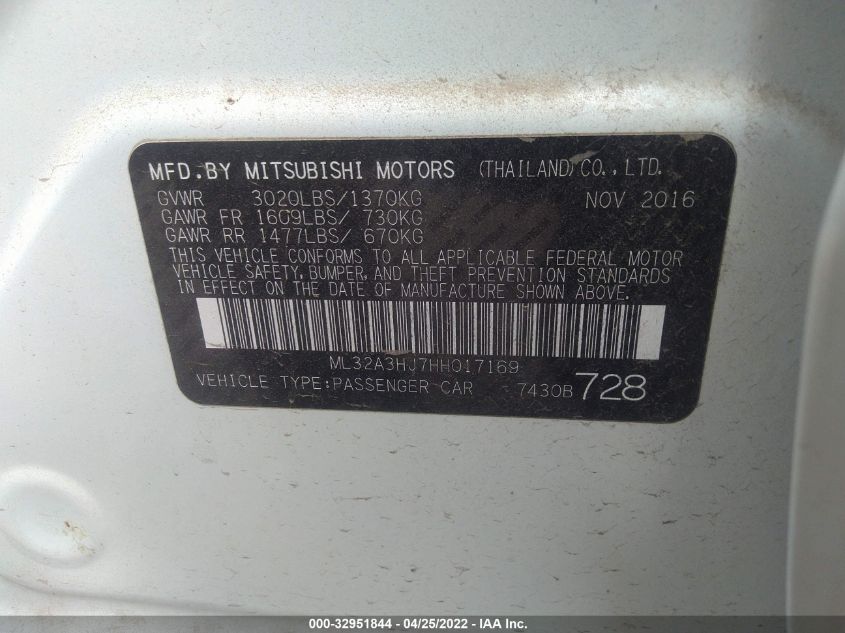 MFD.BY MITSUBISHI MOTORS (THAILAND)CO.,LTD.
GVWR 3020LBS/1370KG NOV 2016
GAWR FR 1609LBS/ 730KG
GAWR RR 1477LBS/ 670KG
THIS VEHICLE CONFORMS TO ALL APPLICABLE FEDERAL MOTOR
VEHICLE SAFETY, BUMPER, AND THEFT PREVENTION STANDARDS
IN EFFECT ON THE DATE OF MANUFACTURE SHOWN ABOVE.
ML32A3HJ7HH017169
VEHICLE TYPE:PASSENGER CAR 7430B 728
000-32951844 - 04/25/2022 - IAA Inc.